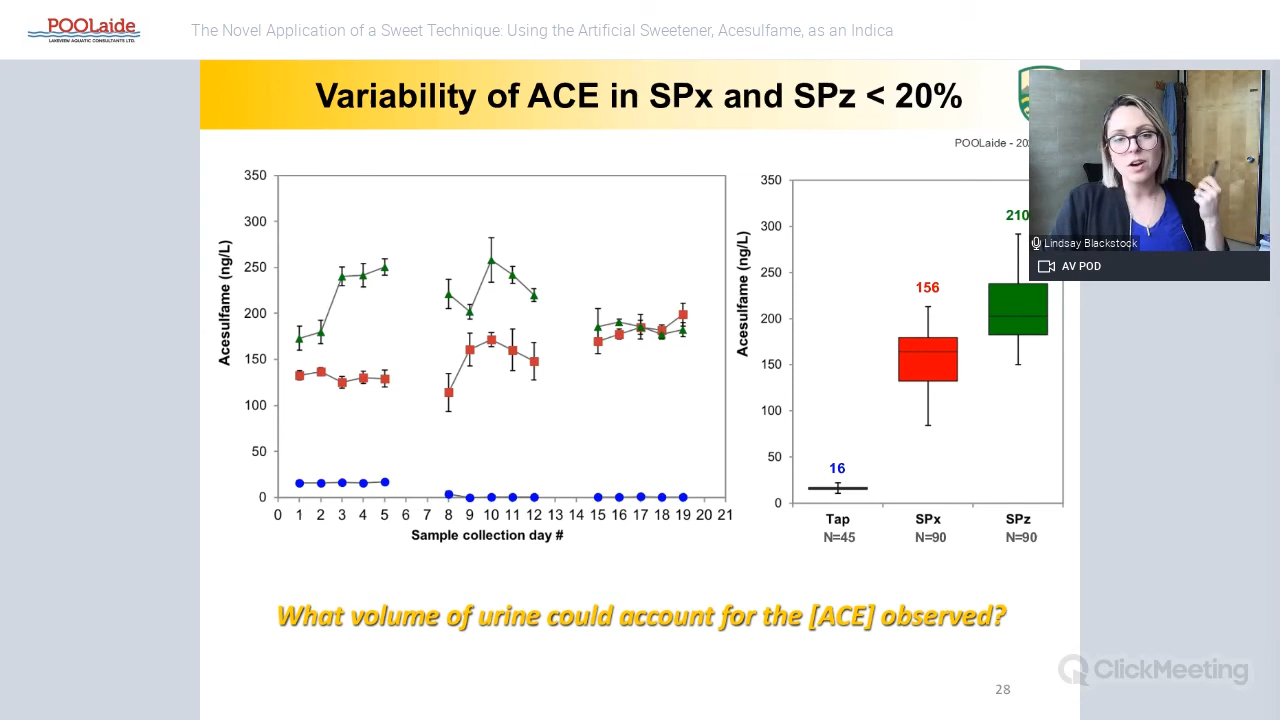 POOLaide
LAKEVIEW AQUATIC CONSULTANTS LTD.
The Novel Application of a Sweet Technique: Using the Artificial Sweetener, Acesulfame, as an Indica
Variability of ACE in SPx and SPz < 20%
POOLaide - 20
Lindsay Blackstock
AV POD
350
300
250
200
150
100
50
0
Acesulfame (ng/L)
0 1 2 3 4 5 6 7 8 9 10 11 12 13 14 15 16 17 18 19 20 21
Sample collection day #
350
300
250
200
150
100
50
0
Acesulfame (ng/L)
16
156
210
Tap SPx SPz
N=45 N=90 N=90
What volume of urine could account for the [ACE] observed?
ClickMeeting
28